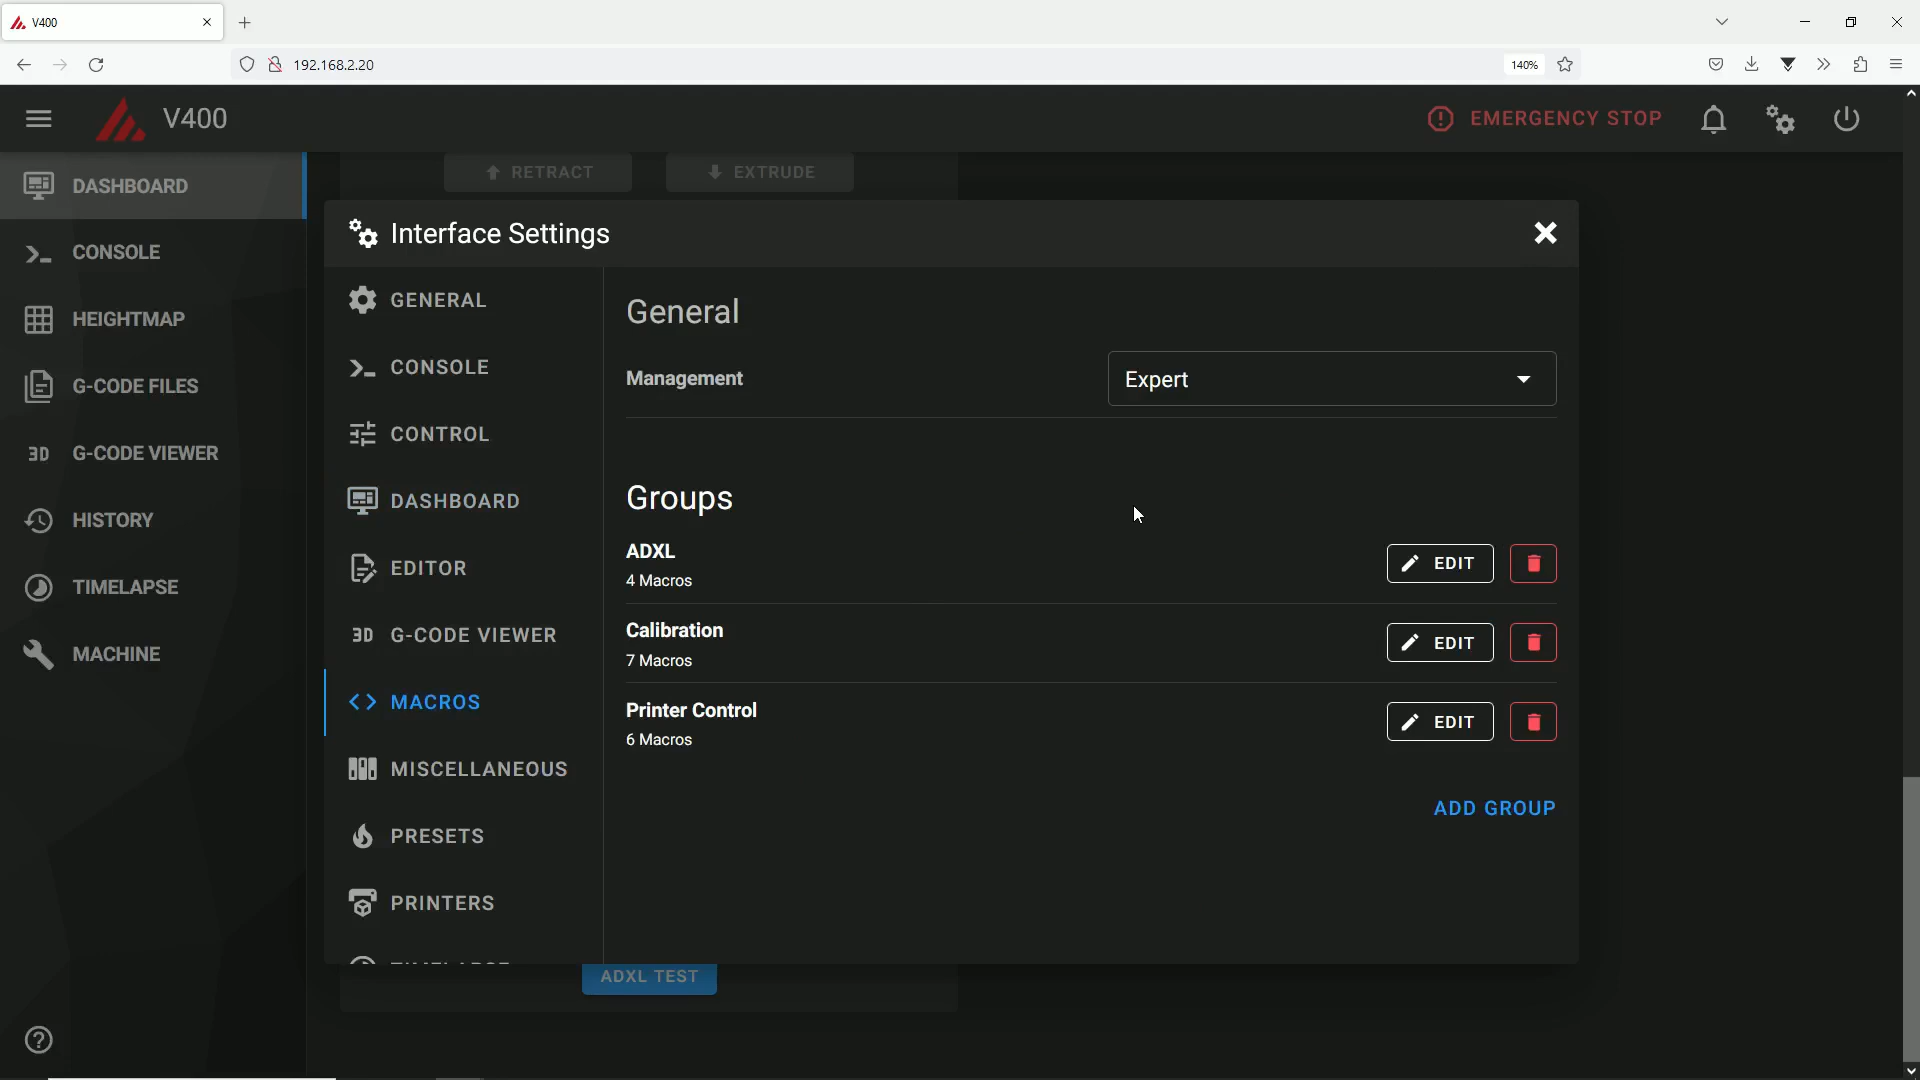 V400
192.168.2.20
140%
V400
EMERGENCY STOP
DASHBOARD
CONSOLE
HEIGHTMAP
G-CODE FILES
3D G-CODE VIEWER
HISTORY
TIMELAPSE
MACHINE
RETRACT
EXTRUDE
Interface Settings
GENERAL
CONSOLE
CONTROL
DASHBOARD
EDITOR
3D G-CODE VIEWER
MACROS
MISCELLANEOUS
PRESETS
PRINTERS
General
Management
Expert
Groups
ADXL
4 Macros
EDIT
Calibration
7 Macros
EDIT
Printer Control
6 Macros
EDIT
ADD GROUP
ADXL TEST